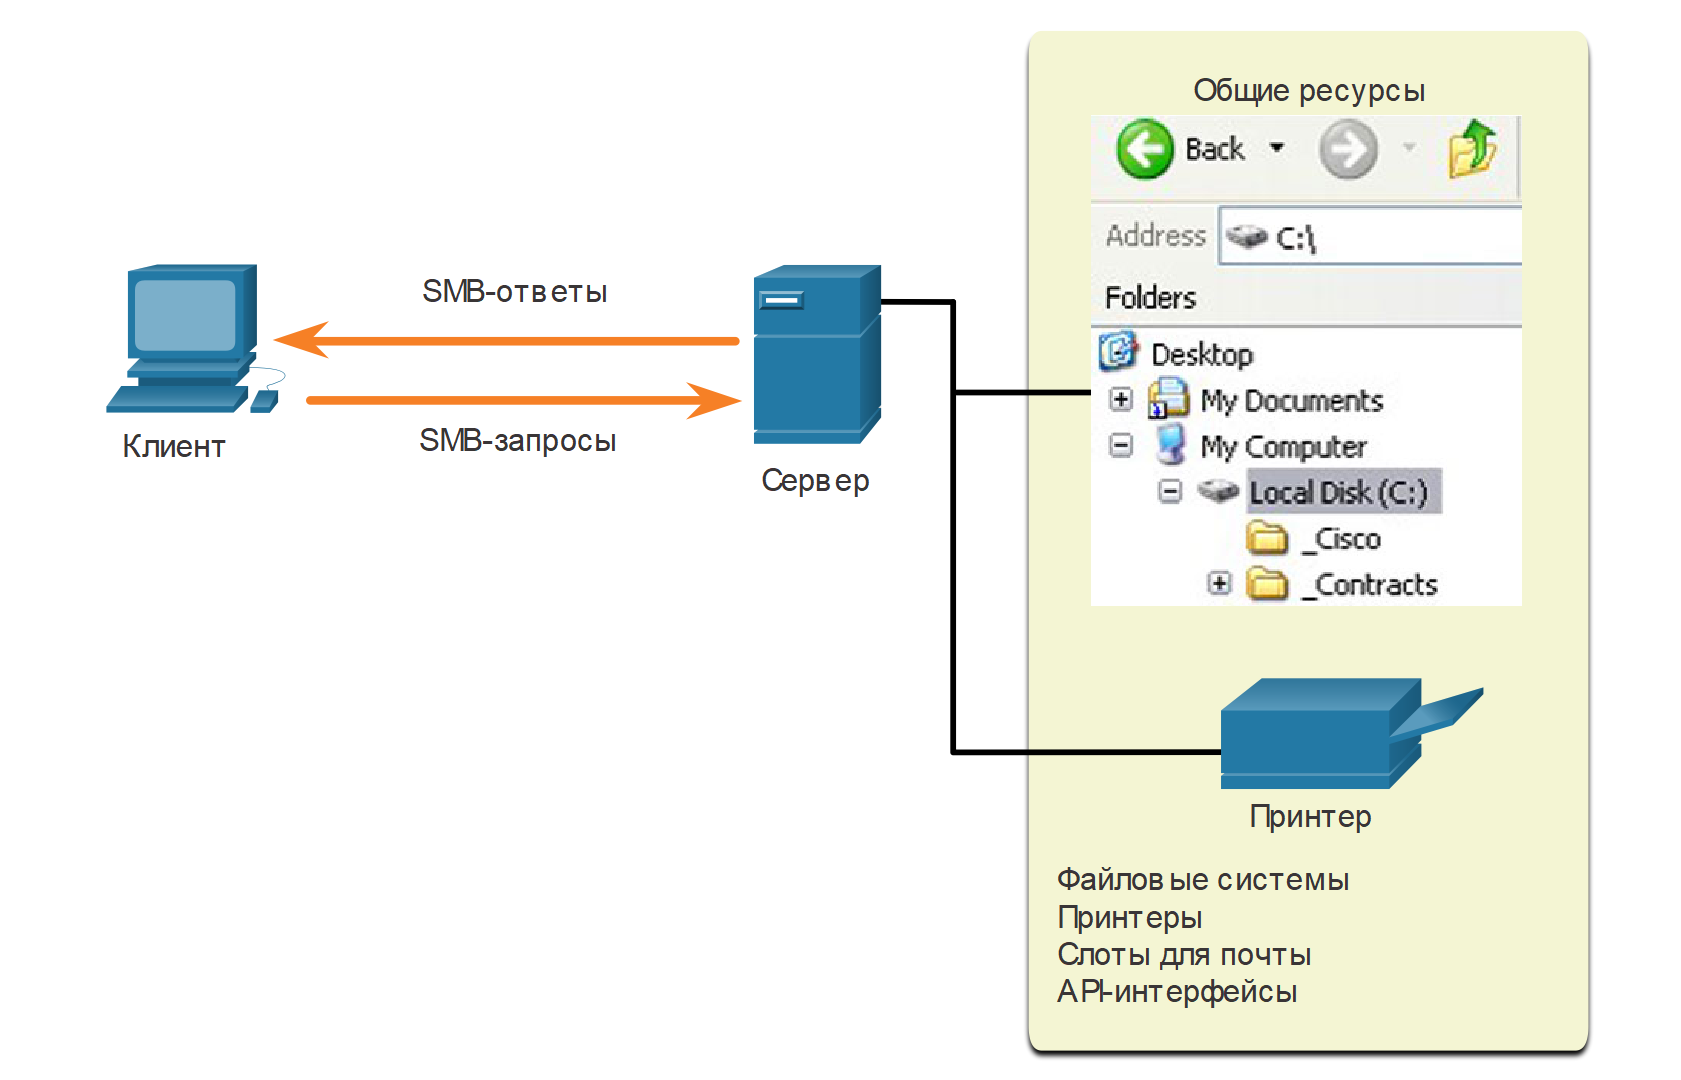 Общие ресурсы
Back
Address C:\
Folders
Desktop
My Documents
My Computer
Local Disk (C:)
_Cisco
_Contracts
SMB-ответы
SMB-запросы
Клиент
Сервер
Принтер
Файловые системы
Принтеры
Слоты для почты
API-интерфейсы